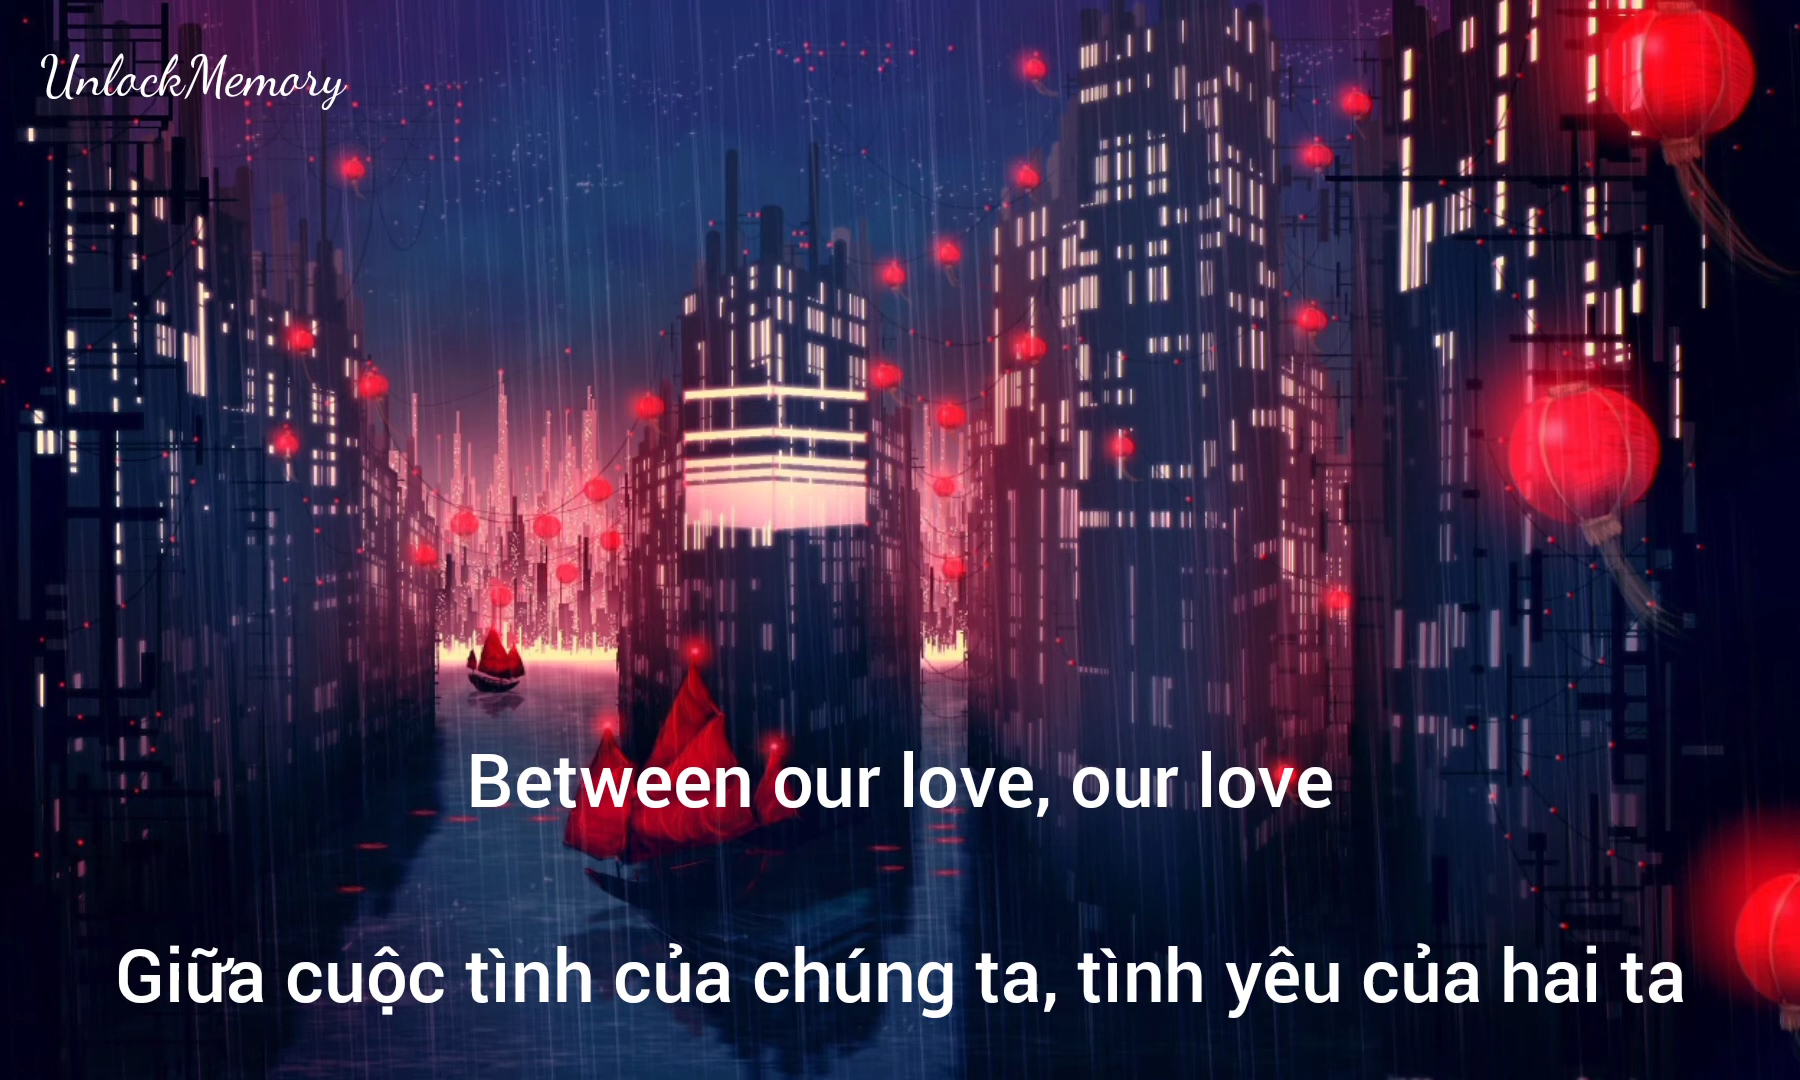 UnlockMemory
Between our love, our love
Giữa cuộc tình của chúng ta, tình yêu của hai ta